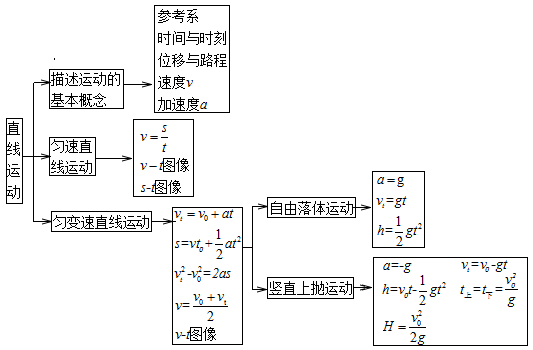 直线运动
描述运动的基本概念
参考系
时间与时刻
位移与路程
速度v
加速度a
匀速直线运动
v=s/t
v-t图像
s-t图像
匀变速直线运动
vₜ=v₀+at
s=vt₀+1/2at²
vₜ²-v₀²=2as
v=(v₀+vₜ)/2
v-t图像
自由落体运动
a=g
vₜ=gt
h=1/2gt²
竖直上抛运动
a=-g vₜ=v₀-gt
h=v₀t-1/2gt² t上=t下=v₀²/g
H=v₀²/2g